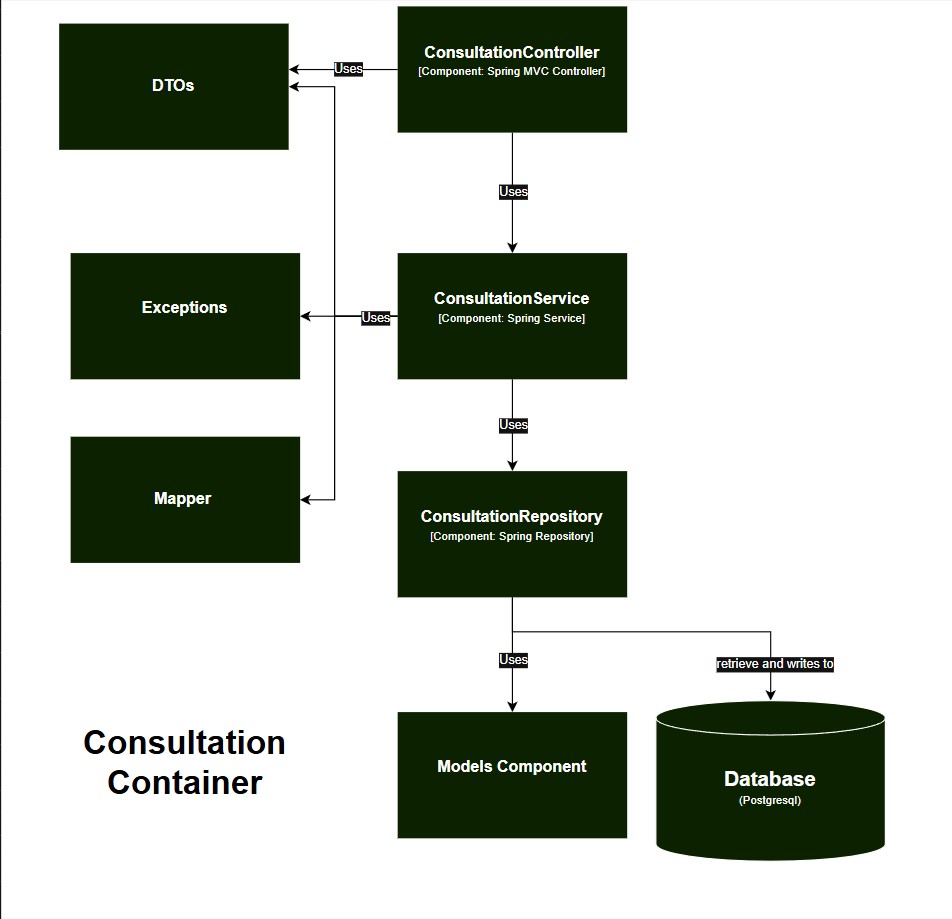 ConsultationController
[Component: Spring MVC Controller]
DTOs
Uses
Uses
ConsultationService
[Component: Spring Service]
Exceptions
Uses
Uses
Mapper
ConsultationRepository
[Component: Spring Repository]
Uses
retrieve and writes to
Consultation
Container
Models Component
Database
(Postgresql)